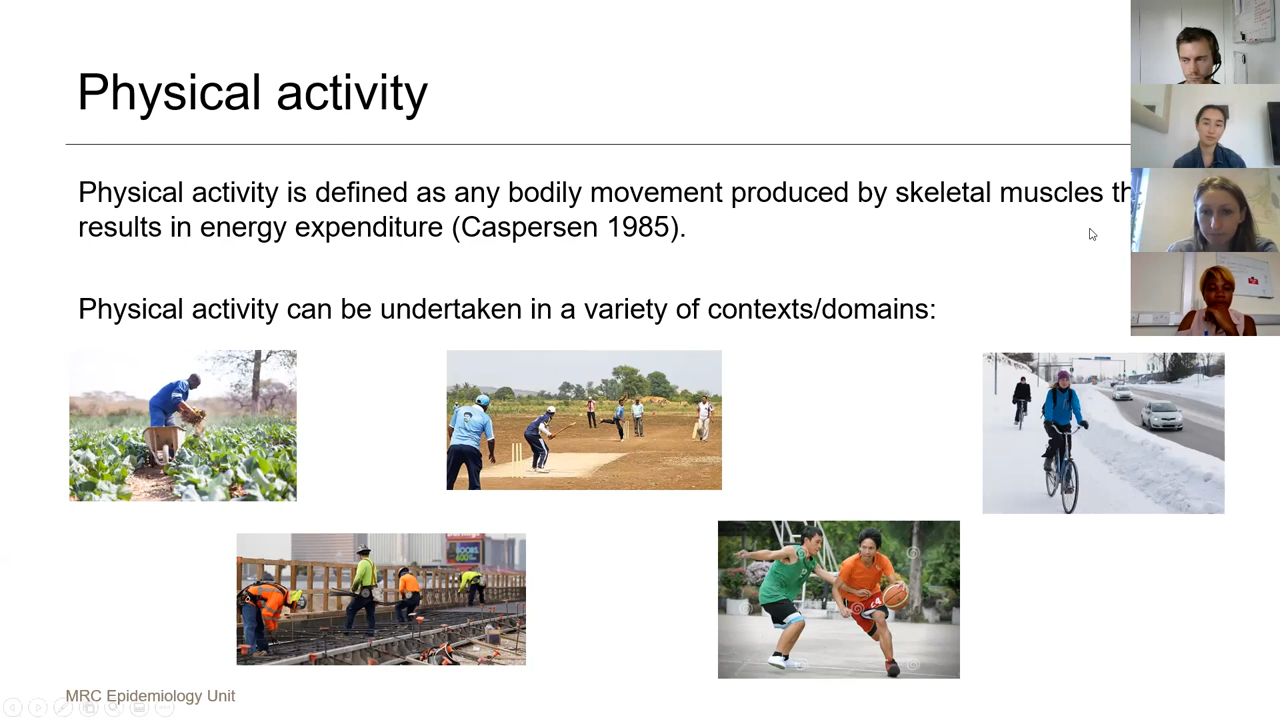 Physical activity
Physical activity is defined as any bodily movement produced by skeletal muscles th
results in energy expenditure (Caspersen 1985).
Physical activity can be undertaken in a variety of contexts/domains:
MRC Epidemiology Unit